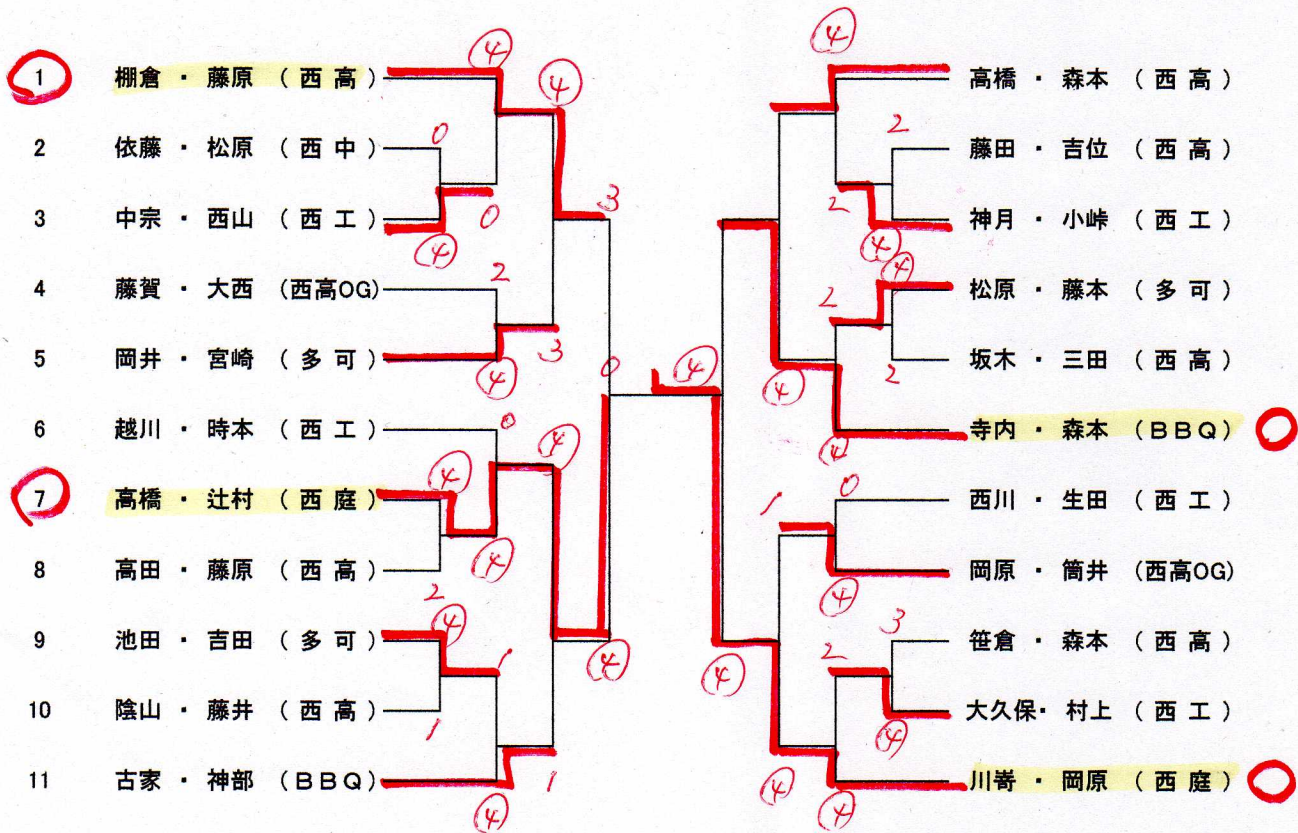 ④ ④
1 棚倉 ・ 藤原 (西高) ④ 高橋 ・ 森本 (西高)
2 依藤 ・ 松原 (西中) 0 2 藤田 ・ 吉位 (西高)
3 中宗 ・ 西山 (西工) ④ 0 3 2 ④ 神月 ・ 小峠 (西工)
4 藤賀 ・ 大西 (西高OG) 2 2 ④ 松原 ・ 藤本 (多可)
5 岡井 ・ 宮崎 (多可) ④ 3 0 ④ ④ 2 坂木 ・ 三田 (西高)
6 越川 ・ 時本 (西工) 0 ④ ④ 寺内 ・ 森本 (BBQ)
7 高橋 ・ 辻村 (西庭) ④ ④ 1 0 西川 ・ 生田 (西工)
8 高田 ・ 藤原 (西高) 2 ④ 岡原 ・ 筒井 (西高OG)
9 池田 ・ 吉田 (多可) ④ 1 ④ ④ 2 3 笹倉 ・ 森本 (西高)
10 陰山 ・ 藤井 (西高) 1 ④ 大久保・ 村上 (西工)
11 古家 ・ 神部 (BBQ) ④ 1 ④ ④ 川嵜 ・ 岡原 (西庭)